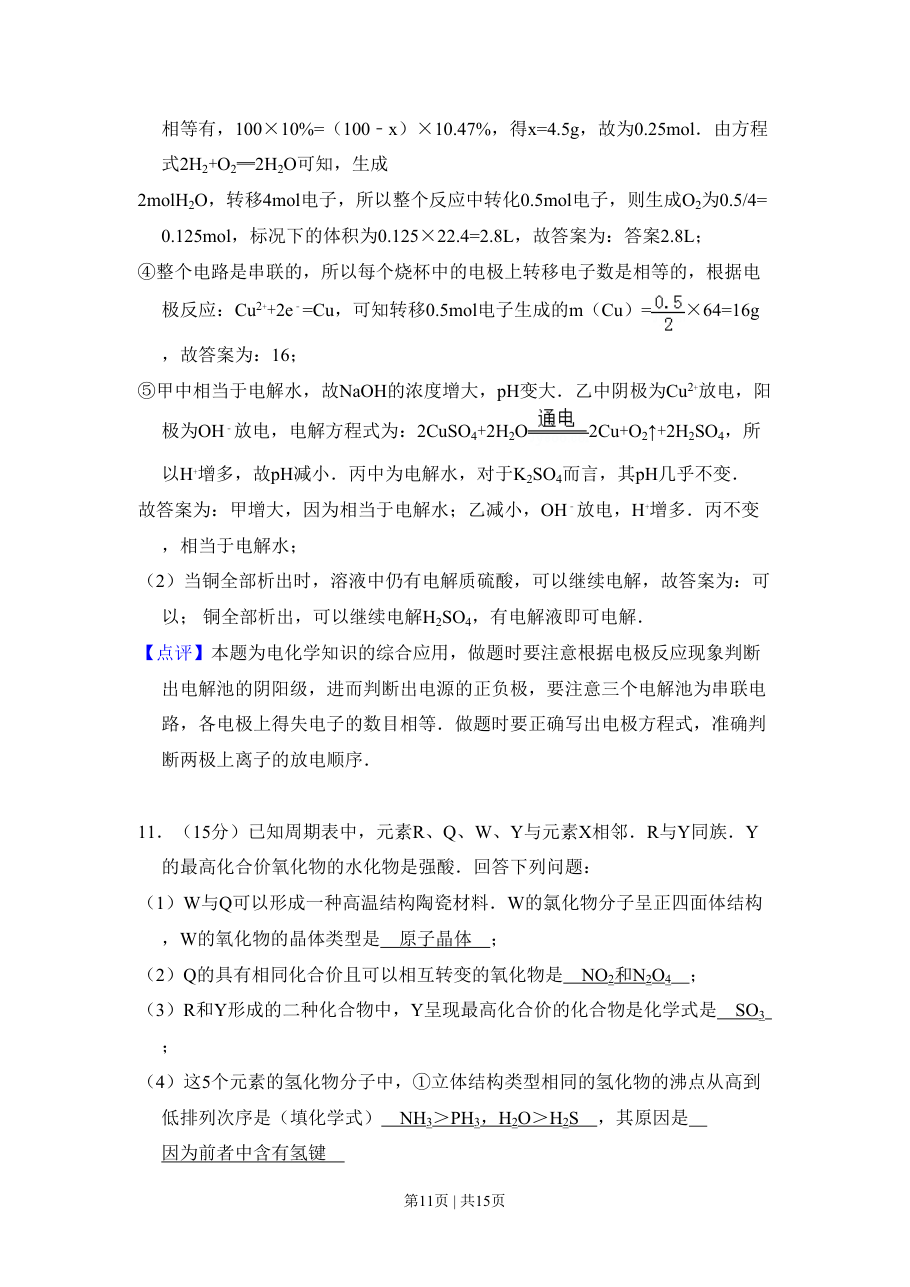 相等有，100×10%=（100﹣x）×10.47%，得x=4.5g，故为0.25mol．由方程
式2H₂+O₂══2H₂O可知，生成
2molH₂O，转移4mol电子，所以整个反应中转化0.5mol电子，则生成O₂为0.5/4=
0.125mol，标况下的体积为0.125×22.4=2.8L，故答案为：答案2.8L；
④整个电路是串联的，所以每个烧杯中的电极上转移电子数是相等的，根据电
极反应：Cu²⁺+2e⁻=Cu，可知转移0.5mol电子生成的m（Cu）=0.5/2×64=16g
，故答案为：16；
⑤甲中相当于电解水，故NaOH的浓度增大，pH变大．乙中阴极为Cu²⁺放电，阳
极为OH⁻放电，电解方程式为：2CuSO₄+2H₂O 通电═══ 2Cu+O₂↑+2H₂SO₄，所
以H⁺增多，故pH减小．丙中为电解水，对于K₂SO₄而言，其pH几乎不变．
故答案为：甲增大，因为相当于电解水；乙减小，OH⁻放电，H⁺增多．丙不变
，相当于电解水；
（2）当铜全部析出时，溶液中仍有电解质硫酸，可以继续电解，故答案为：可
以； 铜全部析出，可以继续电解H₂SO₄，有电解液即可电解．
【点评】本题为电化学知识的综合应用，做题时要注意根据电极反应现象判断
出电解池的阴阳级，进而判断出电源的正负极，要注意三个电解池为串联电
路，各电极上得失电子的数目相等．做题时要正确写出电极方程式，准确判
断两极上离子的放电顺序．
11．（15分）已知周期表中，元素R、Q、W、Y与元素X相邻．R与Y同族．Y
的最高化合价氧化物的水化物是强酸．回答下列问题：
（1）W与Q可以形成一种高温结构陶瓷材料．W的氯化物分子呈正四面体结构
，W的氧化物的晶体类型是 原子晶体 ；
（2）Q的具有相同化合价且可以相互转变的氧化物是 NO₂和N₂O₄ ；
（3）R和Y形成的二种化合物中，Y呈现最高化合价的化合物是化学式是 SO₃
；
（4）这5个元素的氢化物分子中，①立体结构类型相同的氢化物的沸点从高到
低排列次序是（填化学式） NH₃＞PH₃，H₂O＞H₂S ，其原因是
因为前者中含有氢键
第11页 | 共15页